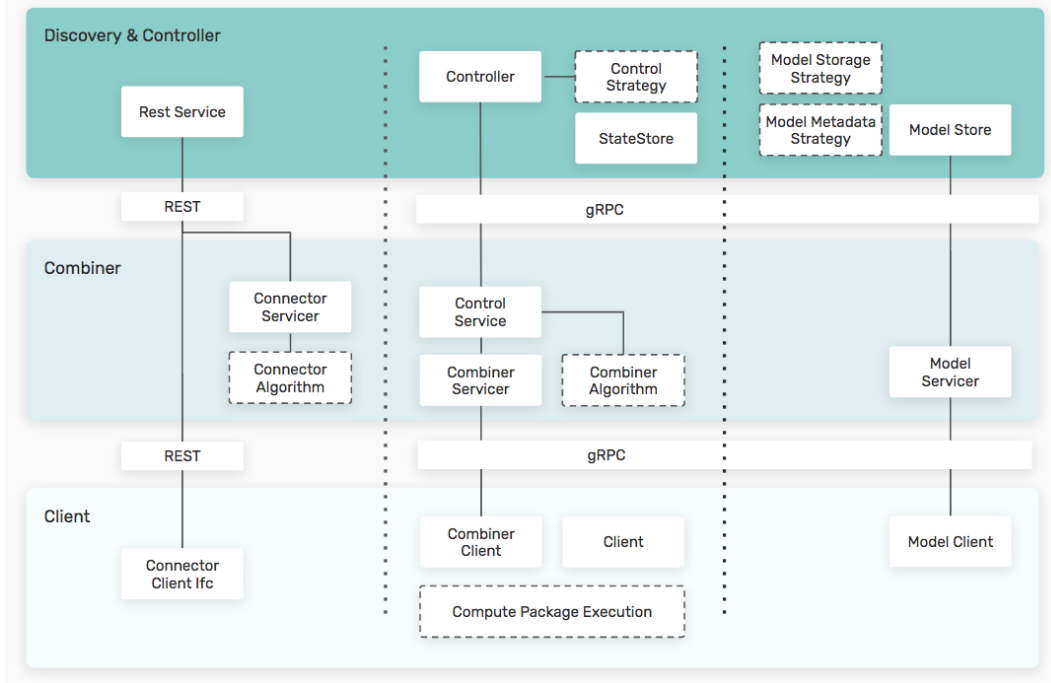 Discovery & Controller
Rest Service
Controller
Control
Strategy
StateStore
Model Storage
Strategy
Model Metadata
Strategy
Model Store
REST
gRPC
Combiner
Connector
Servicer
Connector
Algorithm
Control
Service
Combiner
Servicer
Combiner
Algorithm
Model
Servicer
REST
gRPC
Client
Connector
Client Ifc
Combiner
Client
Client
Model Client
Compute Package Execution